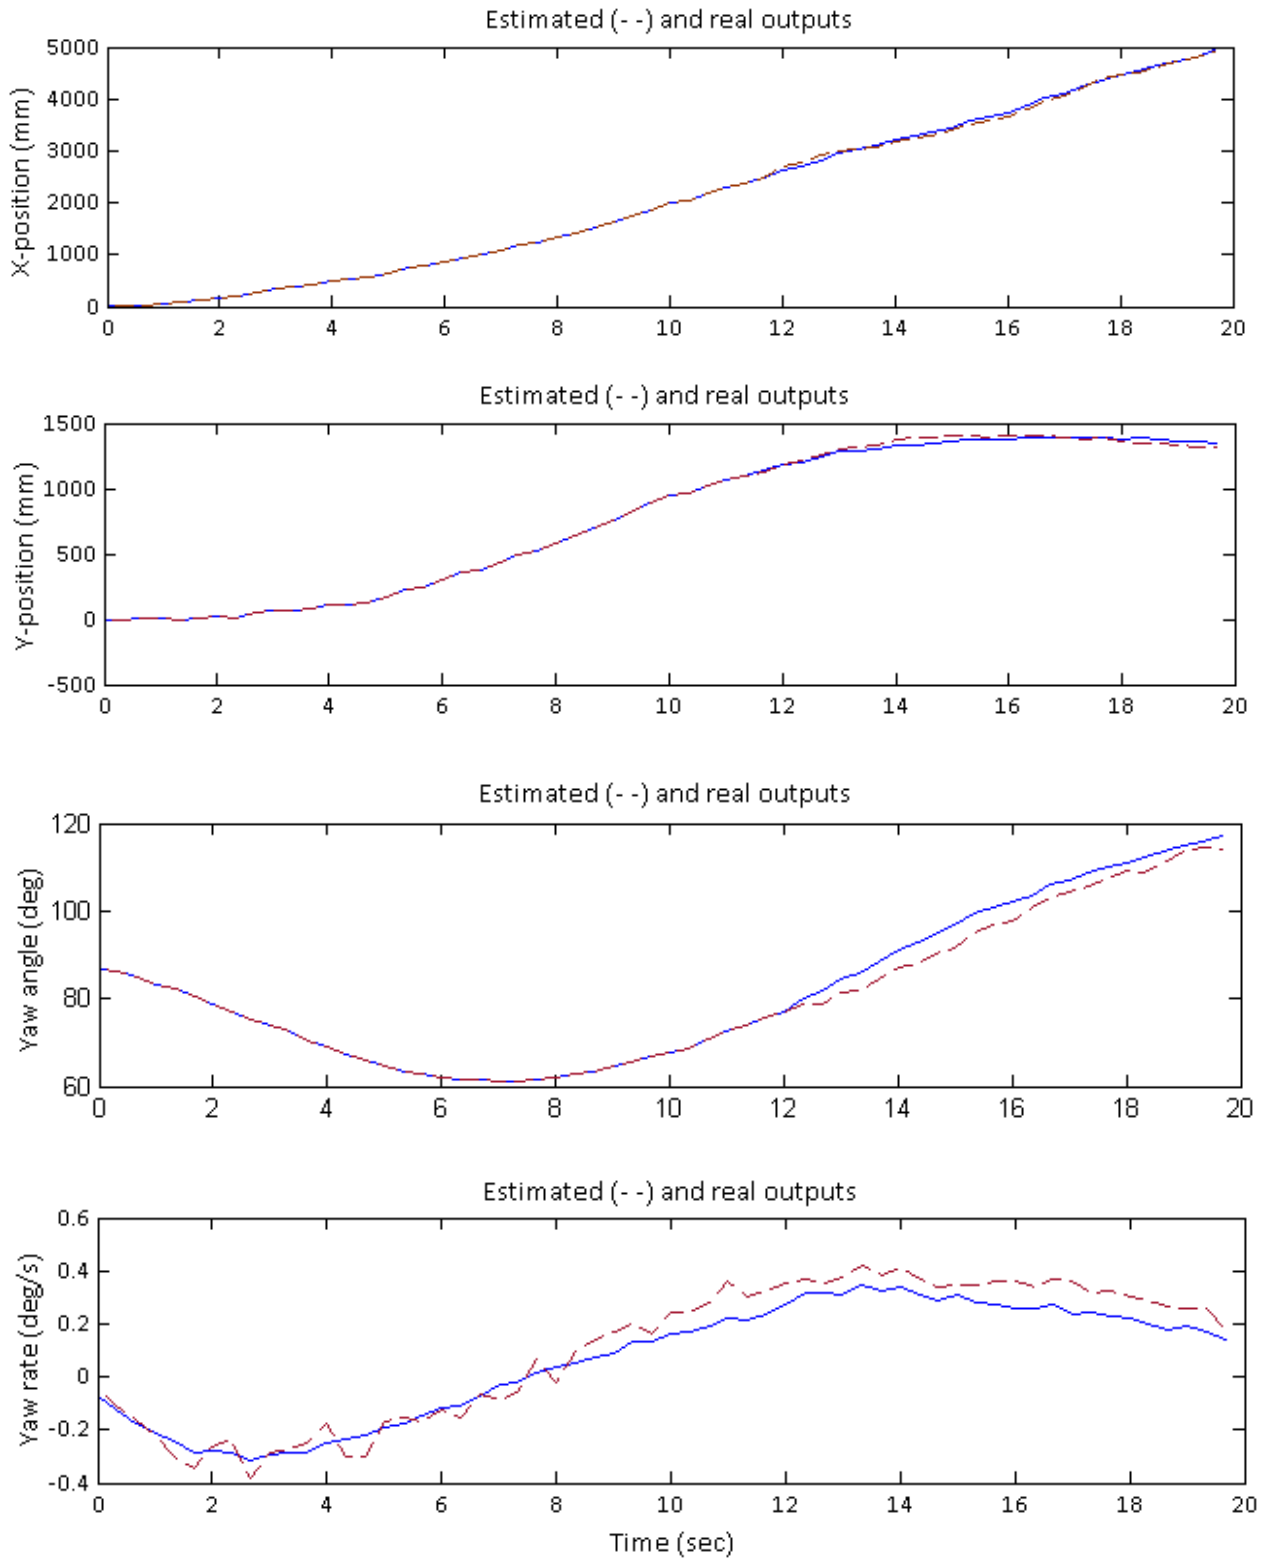 Estimated (- -) and real outputs
5000
4000
3000
2000
1000
0
X-position (mm)
0 2 4 6 8 10 12 14 16 18 20
Estimated (- -) and real outputs
1500
1000
500
0
-500
Y-position (mm)
0 2 4 6 8 10 12 14 16 18 20
Estimated (- -) and real outputs
120
100
80
60
Yaw angle (deg)
0 2 4 6 8 10 12 14 16 18 20
Estimated (- -) and real outputs
0.6
0.4
0.2
0
-0.2
-0.4
Yaw rate (deg/s)
0 2 4 6 8 10 12 14 16 18 20
Time (sec)